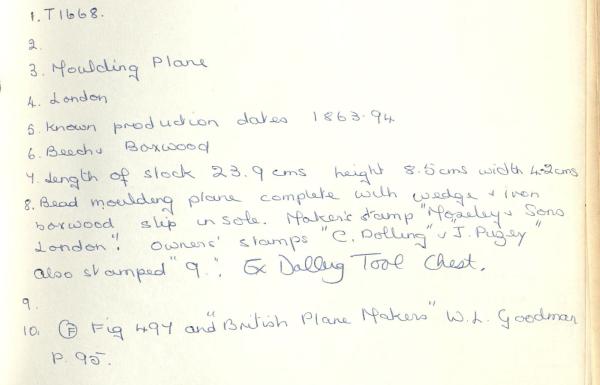 1. T1668.
2.
3. Moulding Plane
4. London
5. Known production dates 1863-94
6. Beech & Boxwood
7. Length of stock 23.9 cms height 8.5 cms width 4.2 cms
8. Bead moulding plane complete with wedge & iron
boxwood slip in sole. Maker's stamp "Moseley & Sons
London". Owners' stamps "C. Dolling" & "J. Pugey"
also stamped "9". Ex Dalling Tool Chest.
9.
10. (F) Fig 497 and "British Plane Makers" W.L. Goodman
P. 95.